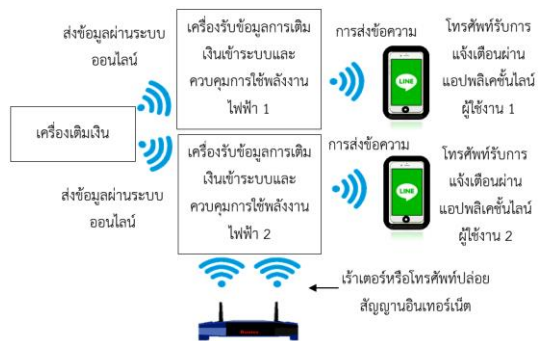 ส่งข้อมูลผ่านระบบ
ออนไลน์
เครื่องรับข้อมูลการเติม
เงินเข้าระบบและ
ควบคุมการใช้พลังงาน
ไฟฟ้า 1
การส่งข้อความ
LINE
โทรศัพท์รับการ
แจ้งเตือนผ่าน
แอปพลิเคชั้นไลน์
ผู้ใช้งาน 1
เครื่องเติมเงิน
ส่งข้อมูลผ่านระบบ
ออนไลน์
เครื่องรับข้อมูลการเติม
เงินเข้าระบบและ
ควบคุมการใช้พลังงาน
ไฟฟ้า 2
การส่งข้อความ
LINE
โทรศัพท์รับการ
แจ้งเตือนผ่าน
แอปพลิเคชั้นไลน์
ผู้ใช้งาน 2
เร้าเตอร์หรือโทรศัพท์ปล่อย
สัญญานอินเทอร์เน็ต